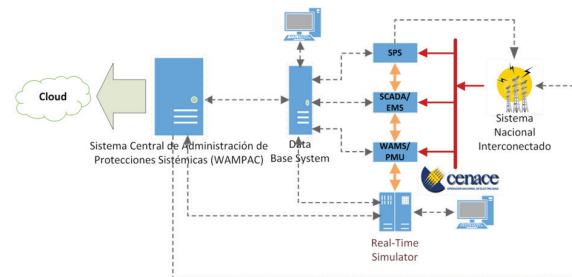 Cloud
Sistema Central de Administración de
Protecciones Sistémicas (WAMPAC)
Data
Base System
SPS
SCADA/
EMS
WAMS/
PMU
Sistema
Nacional
Interconectado
cenace
Real-Time
Simulator